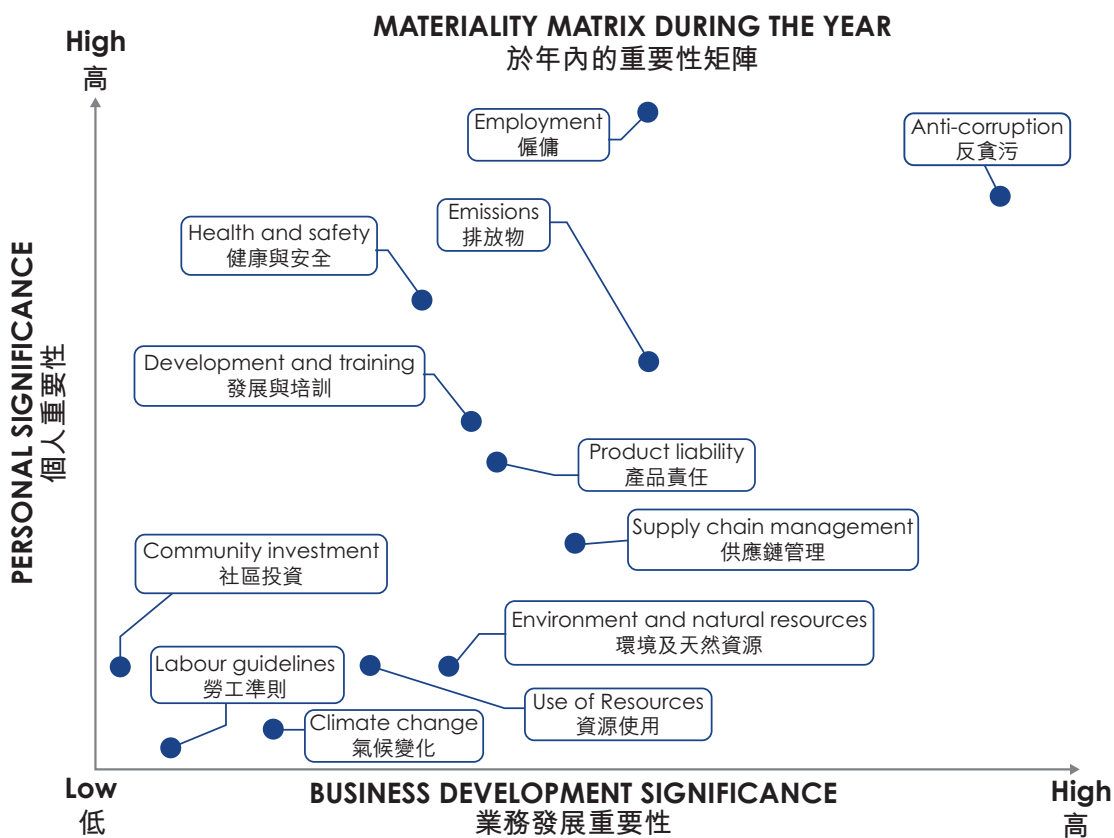 MATERIALITY MATRIX DURING THE YEAR
於年內的重要性矩陣
High
高
Employment
僱傭
Anti-corruption
反貪污
Emissions
排放物
Health and safety
健康與安全
Development and training
發展與培訓
Product liability
產品責任
Supply chain management
供應鏈管理
Community investment
社區投資
Environment and natural resources
環境及天然資源
Labour guidelines
勞工準則
Use of Resources
資源使用
Climate change
氣候變化
PERSONAL SIGNIFICANCE
個人重要性
Low
低
BUSINESS DEVELOPMENT SIGNIFICANCE
業務發展重要性
High
高